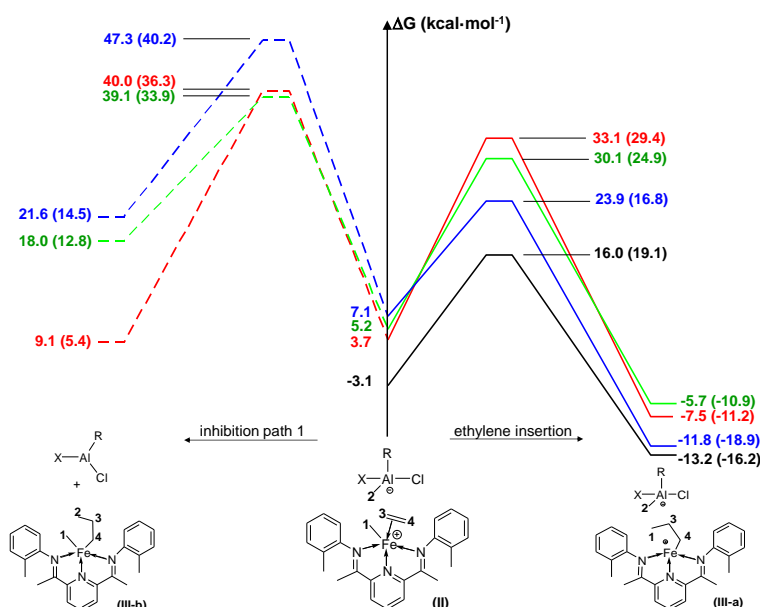 ΔG (kcal·mol⁻¹)
47.3 (40.2)
40.0 (36.3)
39.1 (33.9)
33.1 (29.4)
30.1 (24.9)
21.6 (14.5)
23.9 (16.8)
18.0 (12.8)
16.0 (19.1)
7.1
5.2
9.1 (5.4)
3.7
-3.1
-5.7 (-10.9)
-7.5 (-11.2)
-11.8 (-18.9)
-13.2 (-16.2)
inhibition path 1
ethylene insertion
R
X Al
Cl
+
2 3
1 4
Fe
N N
N
(III-b)
R
X Al Cl
2 ⊖
3
1 4
Fe ⊕
N N
N
(II)
R
X Al Cl
2 ⊖
3
1 4
Fe ⊕
N N
N
(III-a)